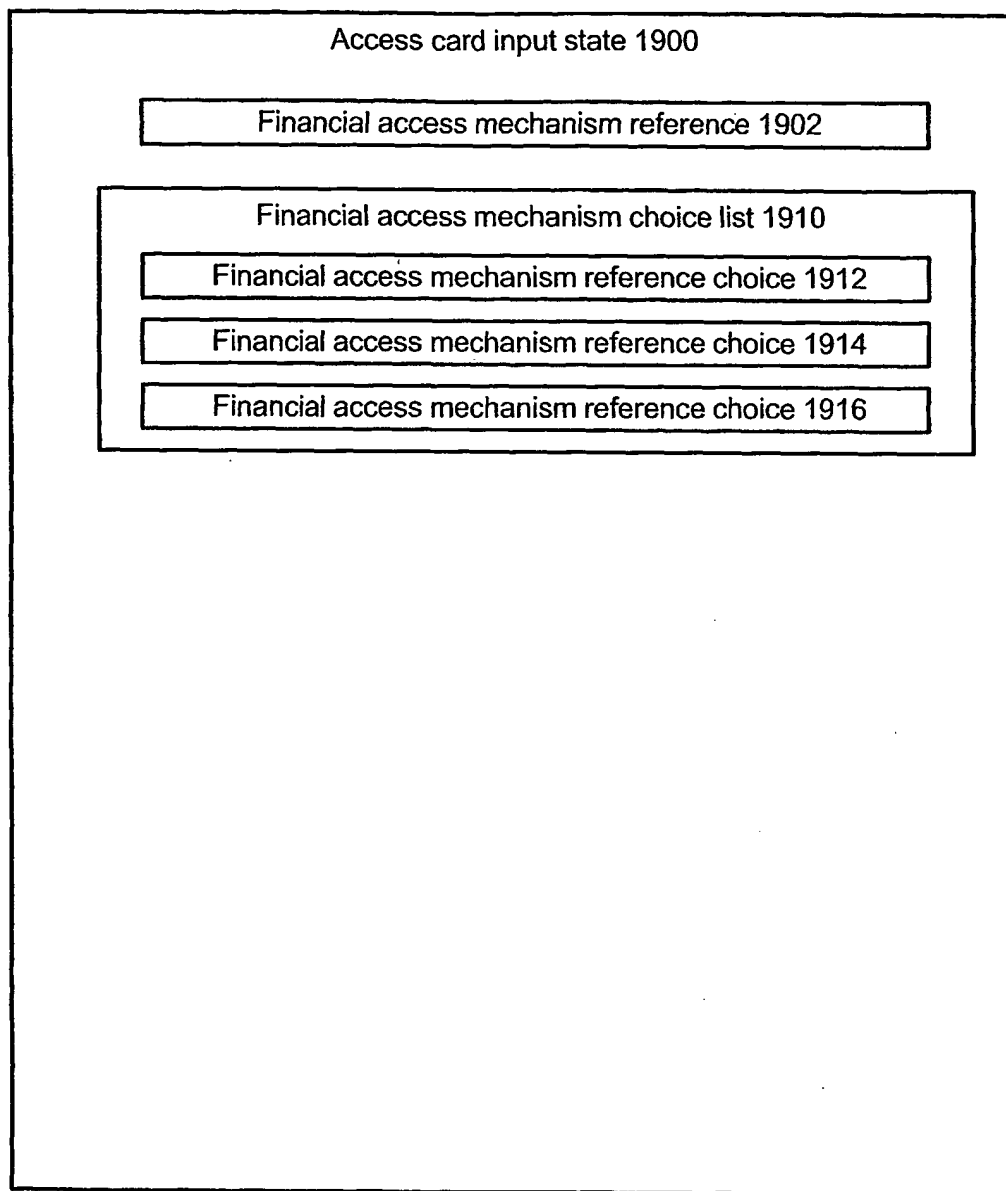 Access card input state 1900
Financial access mechanism reference 1902
Financial access mechanism choice list 1910
Financial access mechanism reference choice 1912
Financial access mechanism reference choice 1914
Financial access mechanism reference choice 1916